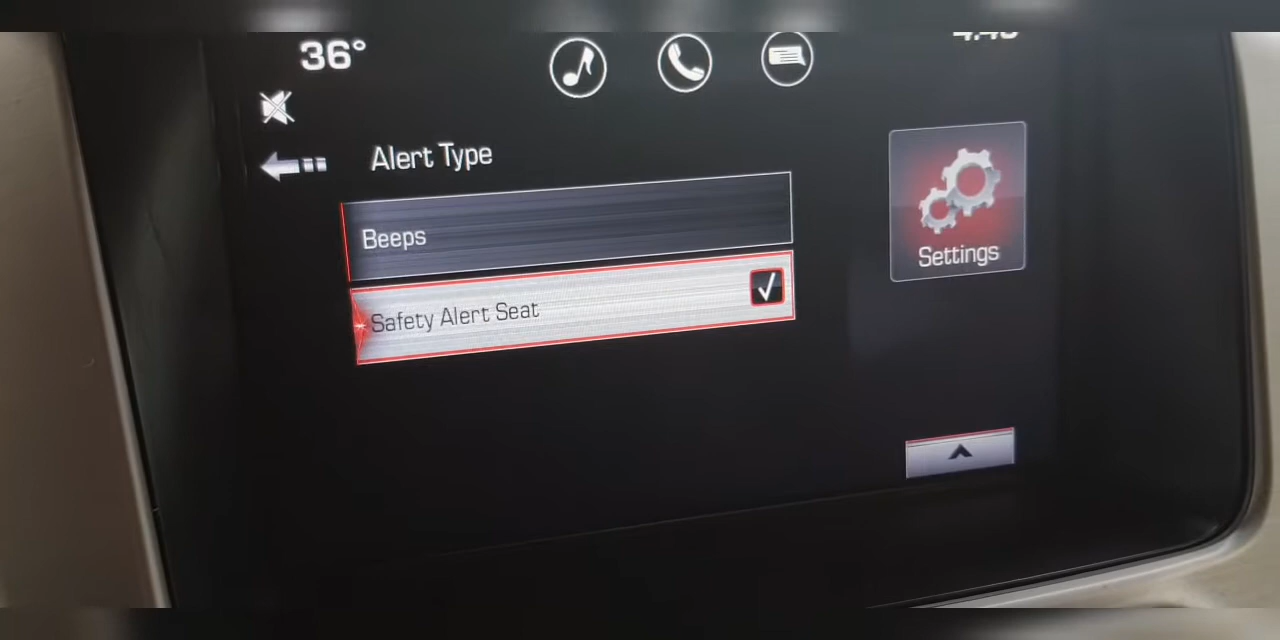 36°
Alert Type
Beeps
Safety Alert Seat
Settings